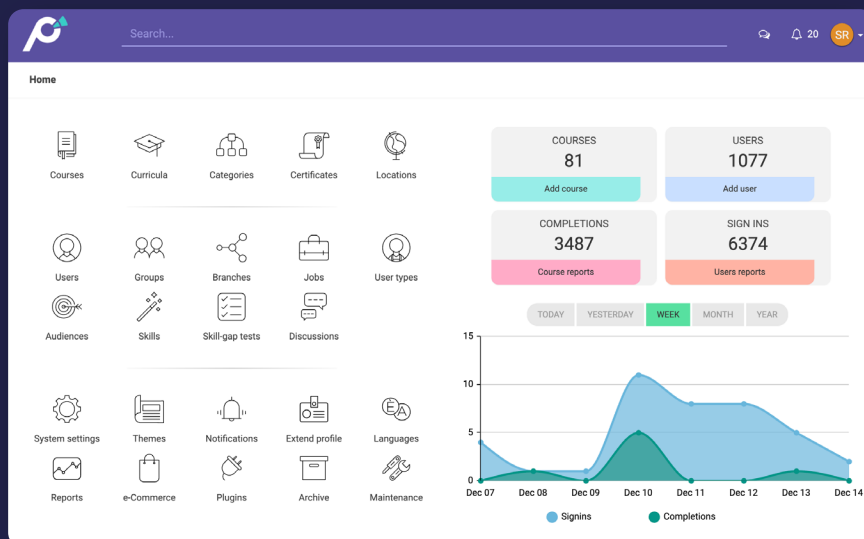 Search...
20
SR
Home
Courses
Curricula
Categories
Certificates
Locations
Users
Groups
Branches
Jobs
User types
Audiences
Skills
Skill-gap tests
Discussions
System settings
Themes
Notifications
Extend profile
Languages
Reports
e-Commerce
Plugins
Archive
Maintenance
COURSES
81
Add course
USERS
1077
Add user
COMPLETIONS
3487
Course reports
SIGN INS
6374
Users reports
TODAY YESTERDAY WEEK MONTH YEAR
15
10
5
0
Dec 07 Dec 08 Dec 09 Dec 10 Dec 11 Dec 12 Dec 13 Dec 14
Signins Completions